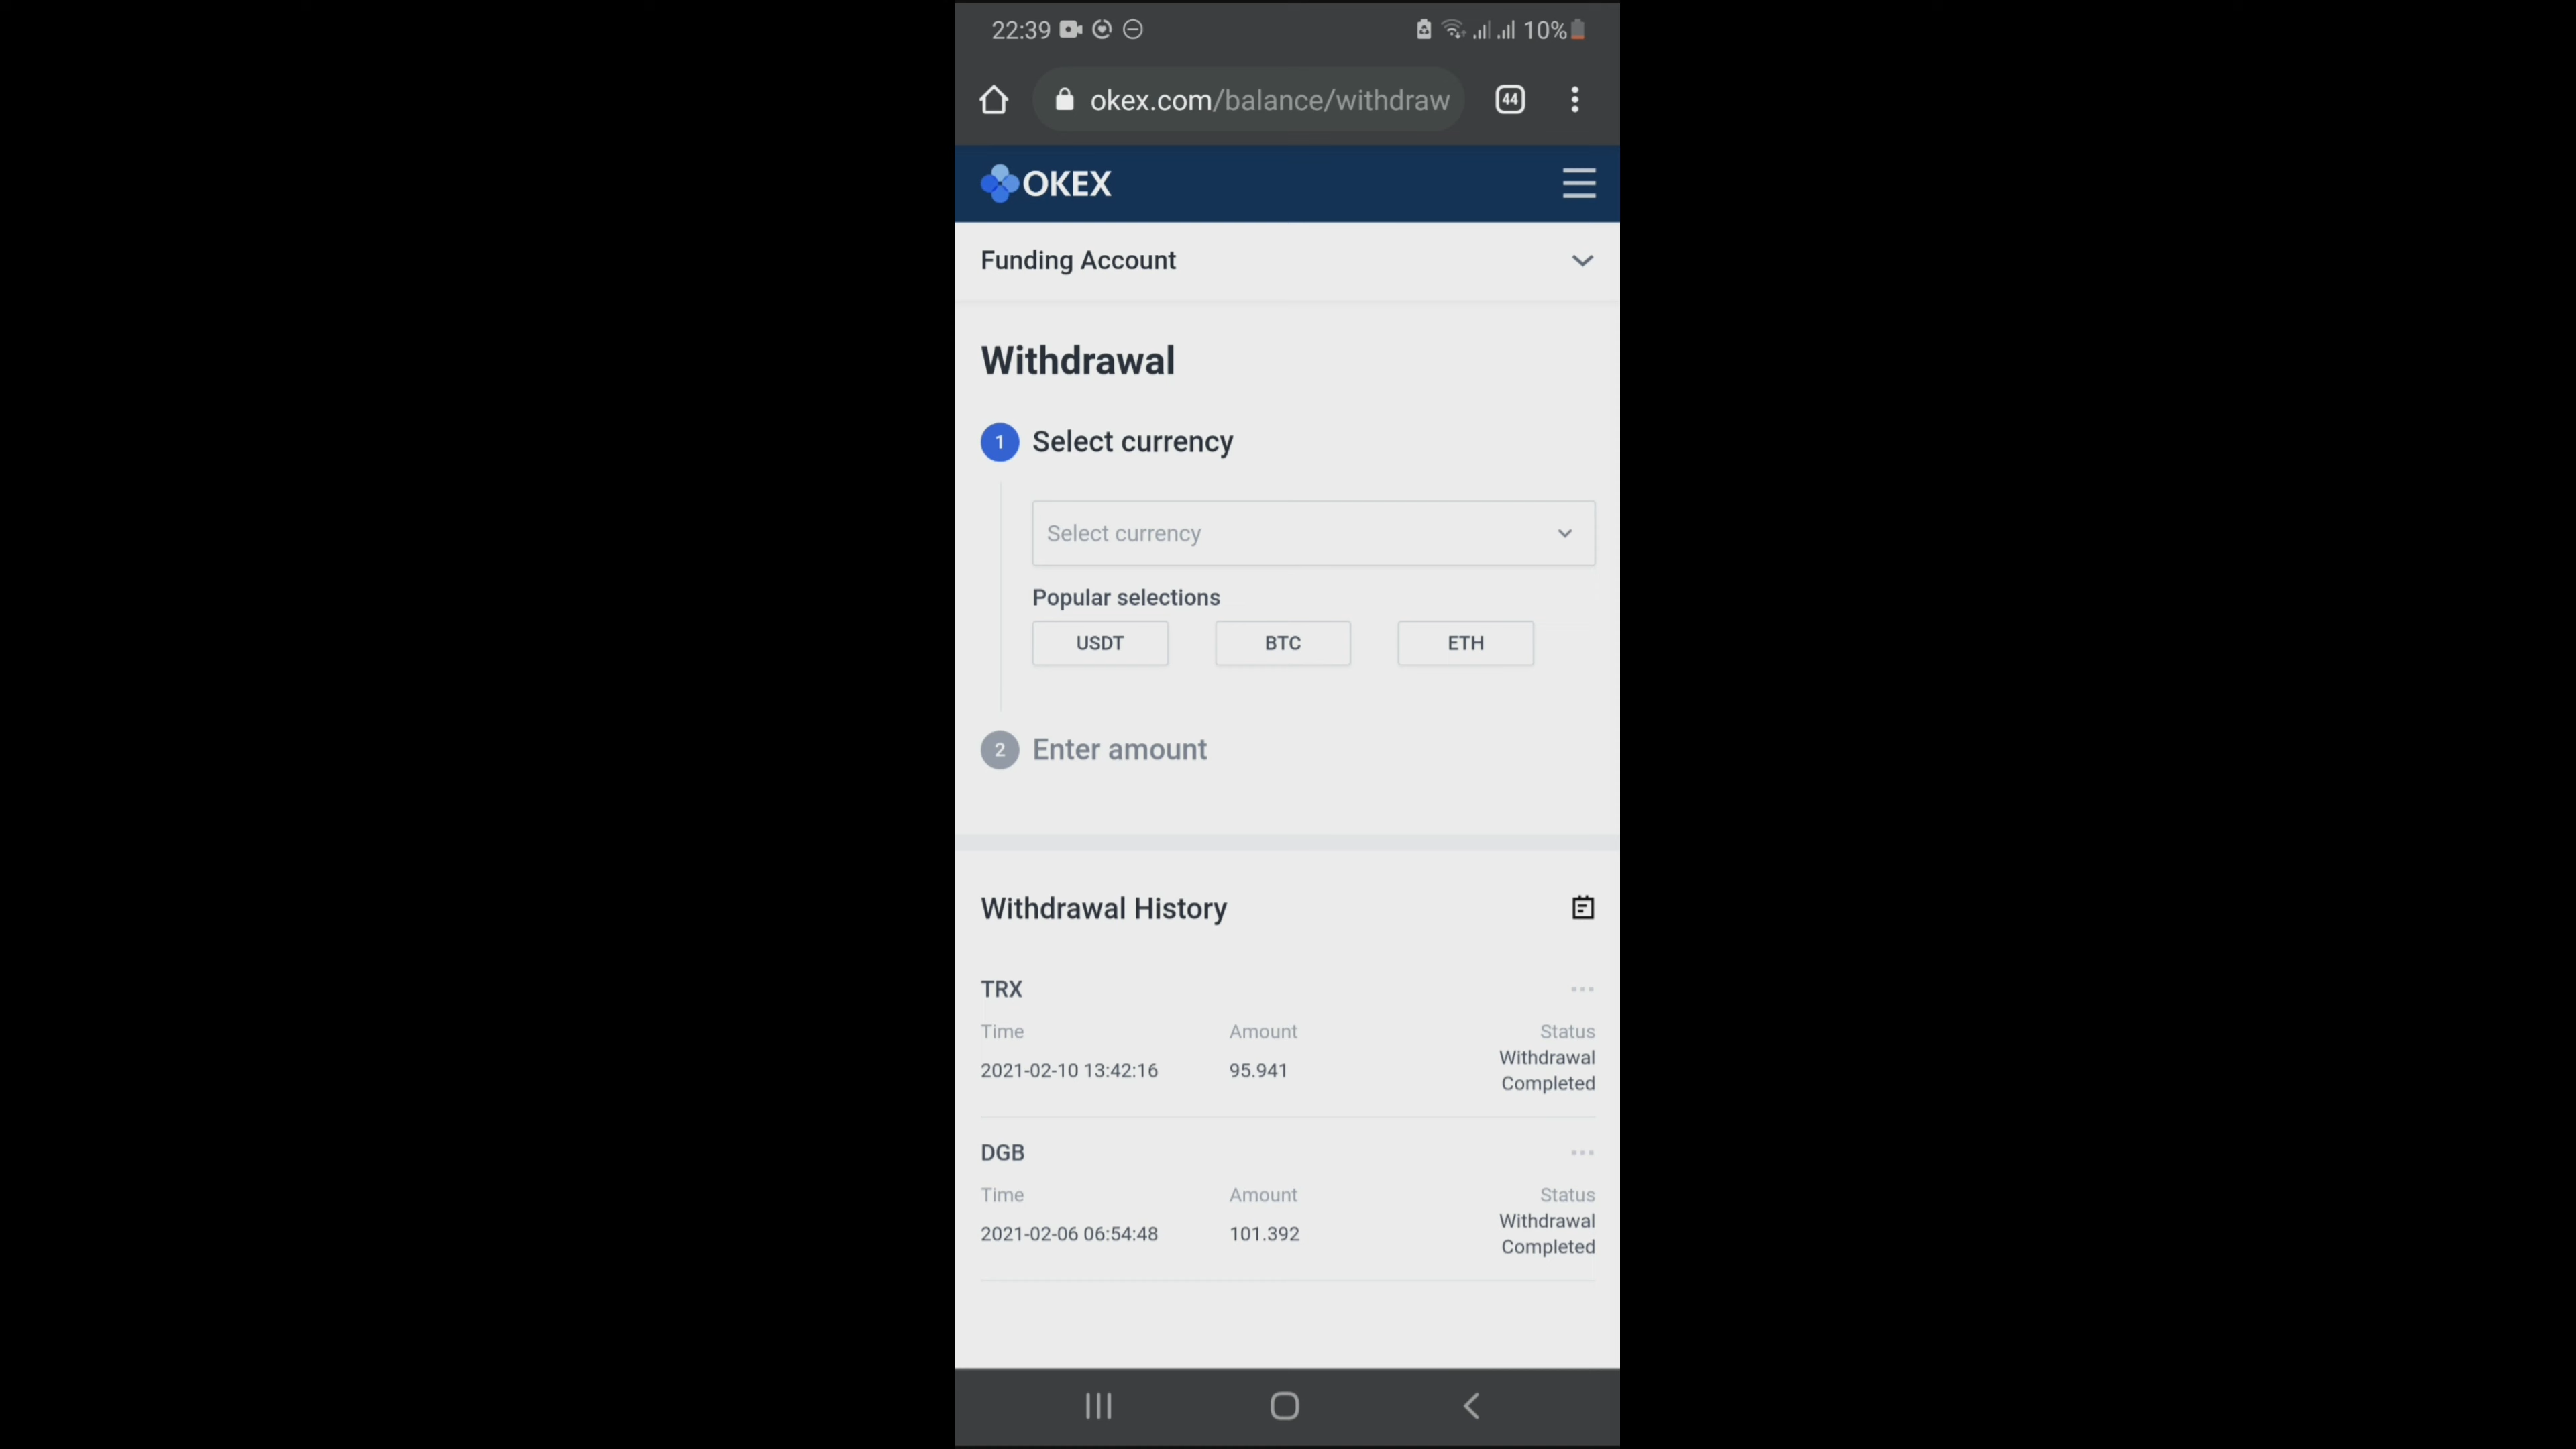 22:39
10%
okex.com/balance/withdraw
44
OKEX
Funding Account
Withdrawal
1 Select currency
Select currency
Popular selections
USDT BTC ETH
2 Enter amount
Withdrawal History
TRX
Time Amount Status
2021-02-10 13:42:16 95.941 Withdrawal
Completed
DGB
Time Amount Status
2021-02-06 06:54:48 101.392 Withdrawal
Completed